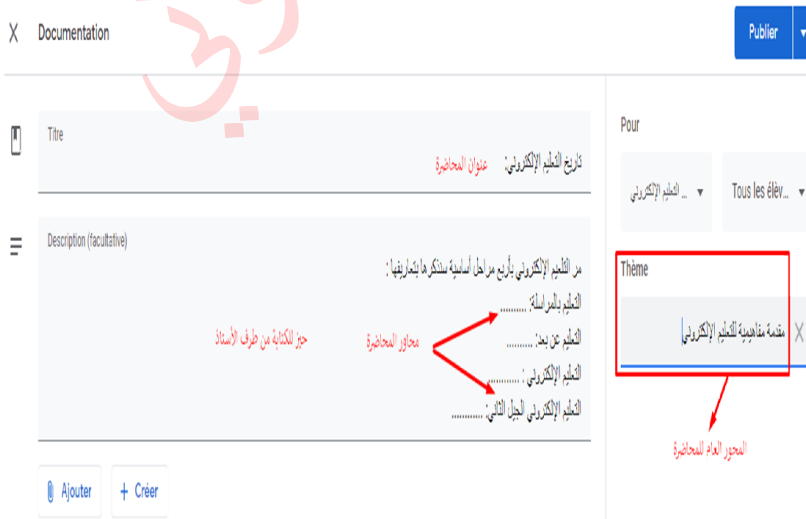 Documentation
Publier
Titre
تاريخ التعليم الإلكتروني.
عنوان المحاضرة
Description (facultative)
مر التعليم الإلكتروني بأربع مراحل أساسية سنذكرها بتعاريفها :
التعليم بالمراسلة: .........
التعليم عن بعد: .........
التعليم الإلكتروني : ...........
التعليم الإلكتروني الجيل الثاني: ...........
محاور المحاضرة
حيز للكتابة من طرف الأستاذ
Ajouter
+ Créer
Pour
التعليم الإلكتروني ...
Tous les élèv...
Thème
مقدمة مفاهيمية للتعليم الإلكتروني
المحور العام للمحاضرة